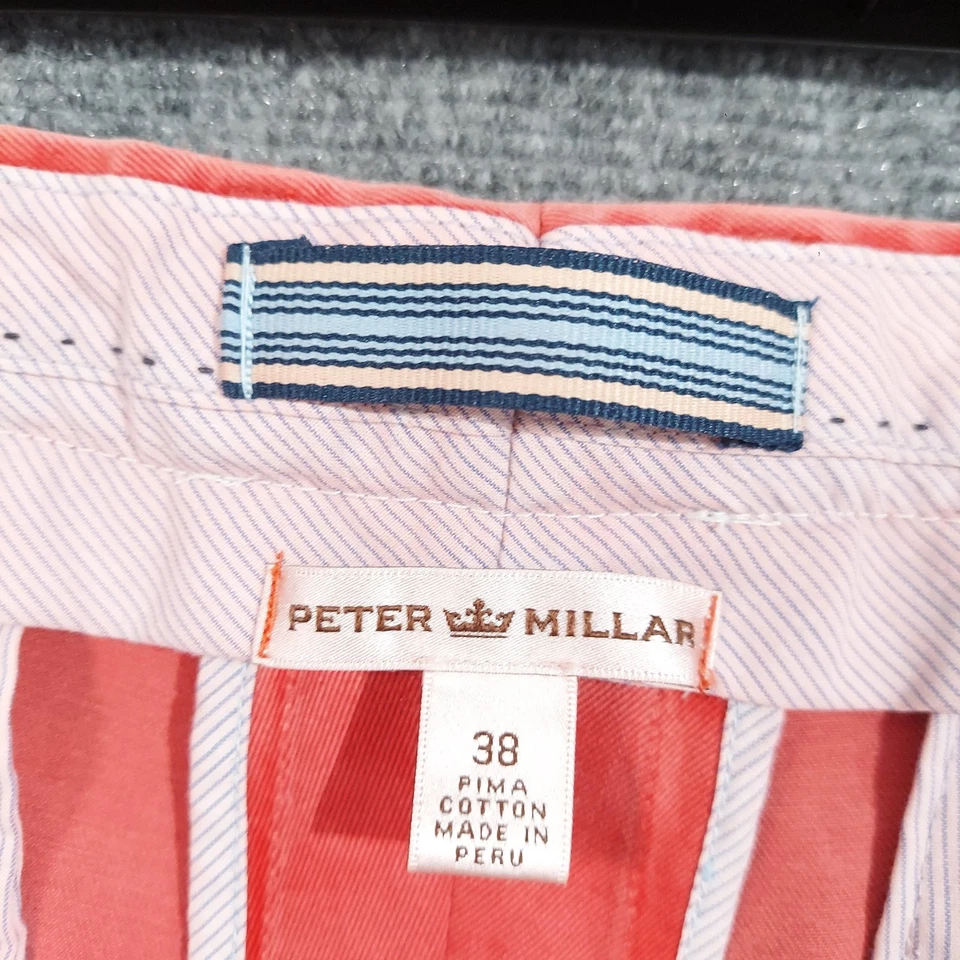 PETER MILLAR
38
PIMA
COTTON
MADE IN
PERU